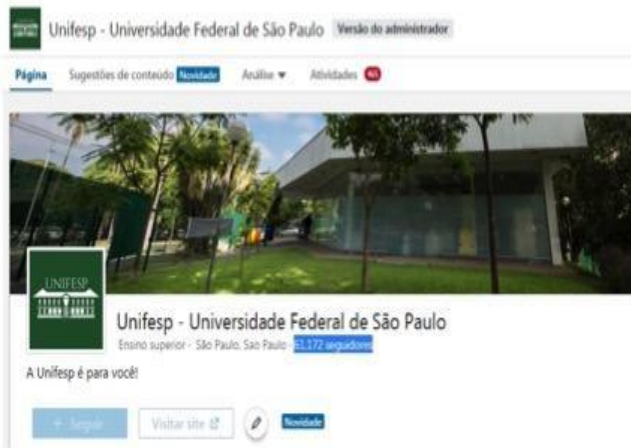 Unifesp - Universidade Federal de São Paulo Versão do administrador
Página Sugestões de conteúdo Novidade Análise Atividades
UNIFESP
Unifesp - Universidade Federal de São Paulo
Ensino superior - São Paulo, Sao Paulo - 61.172 seguidores
A Unifesp é para você!
+ Seguir Visitar site Novidade